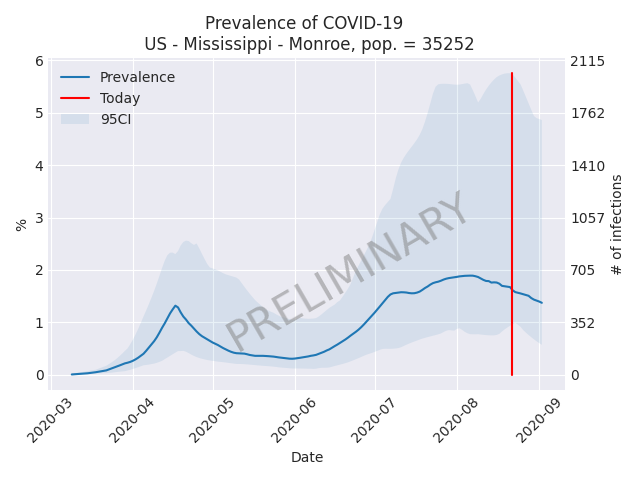 Prevalence of COVID-19
US - Mississippi - Monroe, pop. = 35252
Prevalence
Today
95CI
%
6
5
4
3
2
1
0
2115
1762
1410
1057
705
352
0
# of infections
PRELIMINARY
2020-03
2020-04
2020-05
2020-06
2020-07
2020-08
2020-09
Date